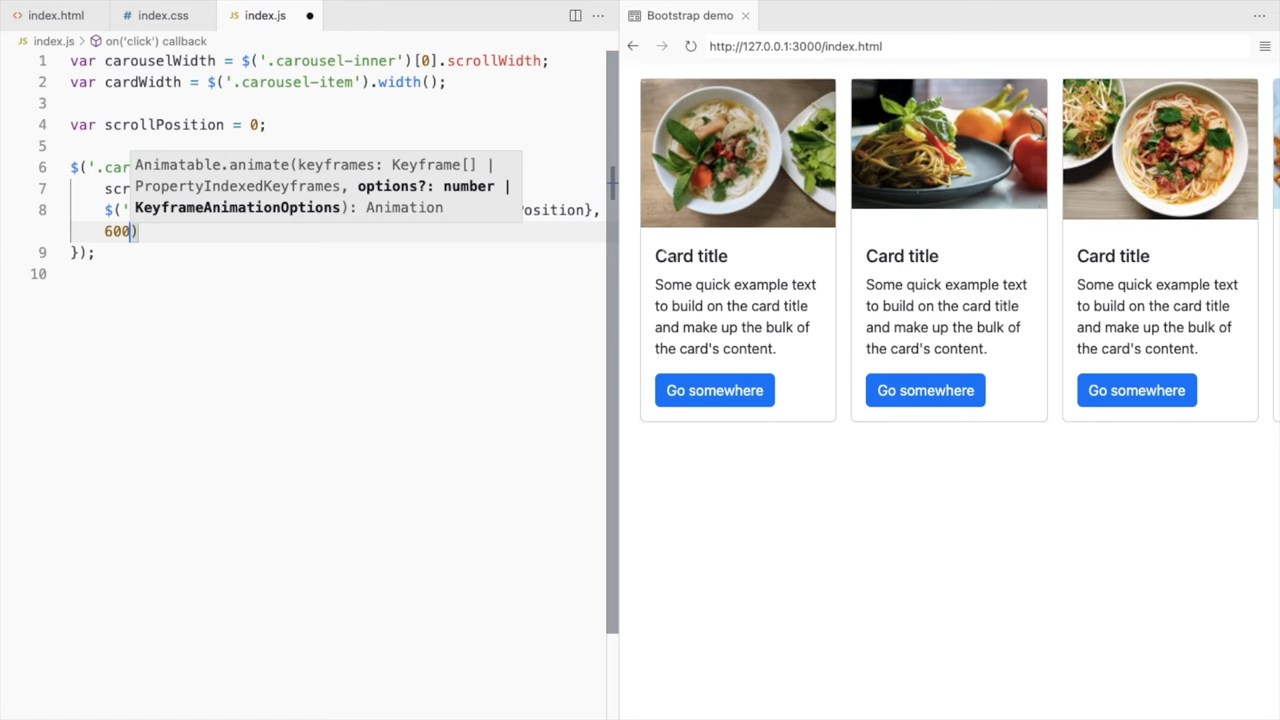 index.html
index.css
JS index.js
Bootstrap demo
JS index.js > on('click') callback
http://127.0.0.1:3000/index.html
1 var carouselWidth = $('.carousel-inner')[0].scrollWidth;
2 var cardWidth = $('.carousel-item').width();
3
4 var scrollPosition = 0;
5
6 $('.car
Animatable.animate(keyframes: Keyframe[] |
7 scr
PropertyIndexedKeyframes, options?: number |
8 $('
KeyframeAnimationOptions): Animation
osition},
600)
9 });
10
Card title
Some quick example text
to build on the card title
and make up the bulk of
the card's content.
Go somewhere
Card title
Some quick example text
to build on the card title
and make up the bulk of
the card's content.
Go somewhere
Card title
Some quick example text
to build on the card title
and make up the bulk of
the card's content.
Go somewhere